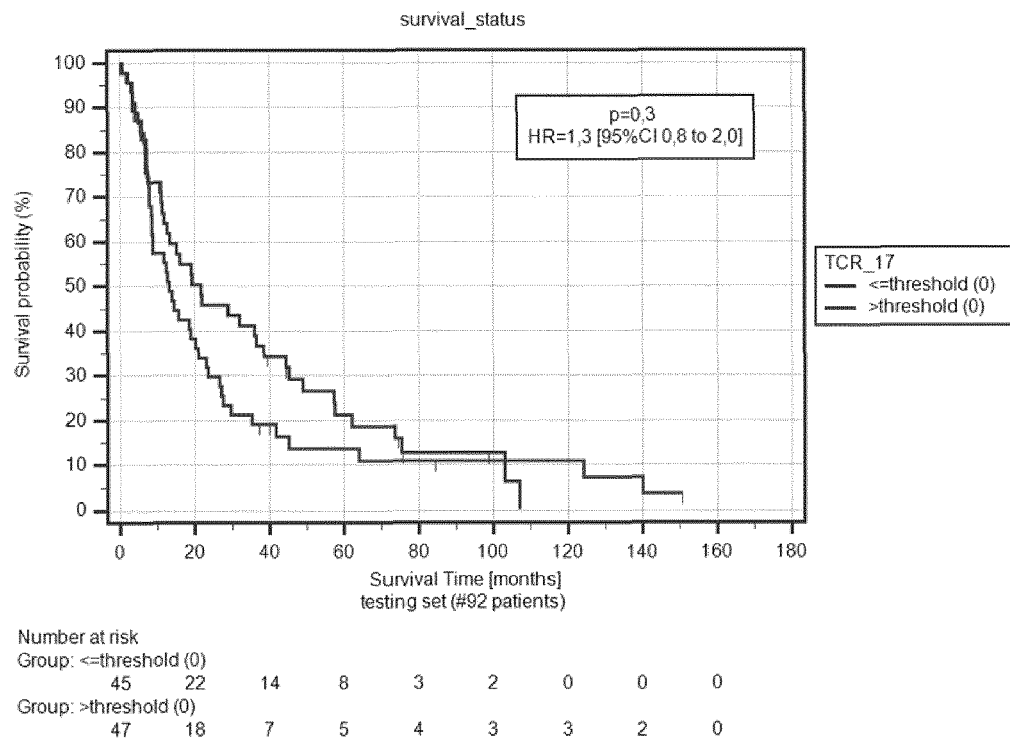 survival_status
100
90
80
70
60
50
40
30
20
10
0
Survival probability (%)
p=0,3
HR=1,3 [95%CI 0,8 to 2,0]
TCR_17
<=threshold (0)
>threshold (0)
0 20 40 60 80 100 120 140 160 180
Survival Time [months]
testing set (#92 patients)
Number at risk
Group: <=threshold (0)
45 22 14 8 3 2 0 0 0
Group: >threshold (0)
47 18 7 5 4 3 3 2 0